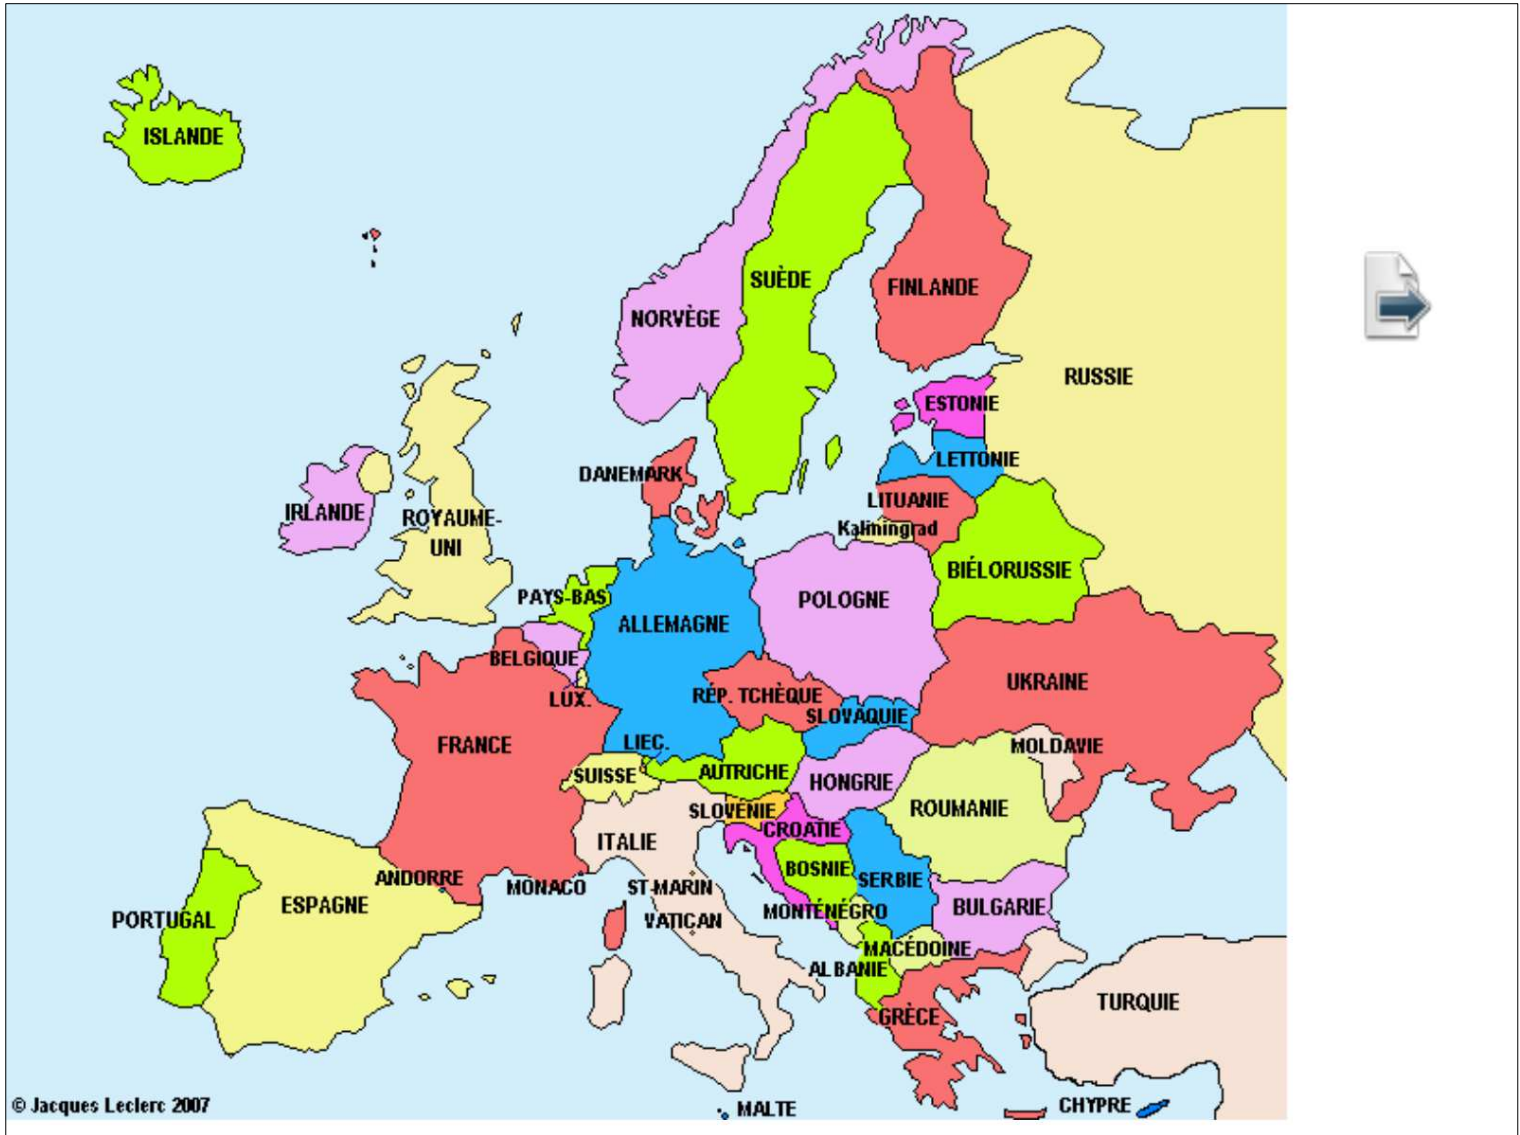 ISLANDE
SUÈDE
FINLANDE
NORVÈGE
RUSSIE
ESTONIE
LETTONIE
DANEMARK
LITUANIE
IRLANDE
ROYAUME-
UNI
Kaliningrad
BIÉLORUSSIE
PAYS-BAS
POLOGNE
ALLEMAGNE
BELGIQUE
UKRAINE
LUX.
RÉP. TCHÈQUE
SLOVAQUIE
FRANCE
LIEC.
MOLDAVIE
SUISSE
AUTRICHE
HONGRIE
SLOVÉNIE
ROUMANIE
CROATIE
ITALIE
BOSNIE
SERBIE
ANDORRE
MONACO
ST-MARIN
ESPAGNE
BULGARIE
MONTÉNÉGRO
PORTUGAL
VATICAN
MACÉDOINE
ALBANIE
TURQUIE
GRÈCE
© Jacques Leclerc 2007
MALTE
CHYPRE